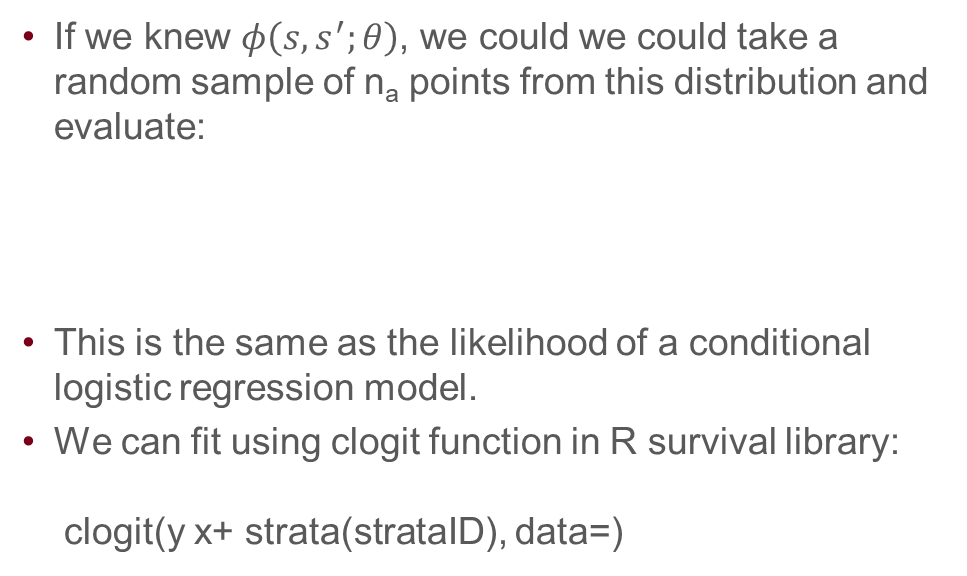 • If we knew ϕ(s, s′; θ), we could we could take a
random sample of nₐ points from this distribution and
evaluate:
• This is the same as the likelihood of a conditional
logistic regression model.
• We can fit using clogit function in R survival library:
clogit(y x+ strata(strataID), data=)